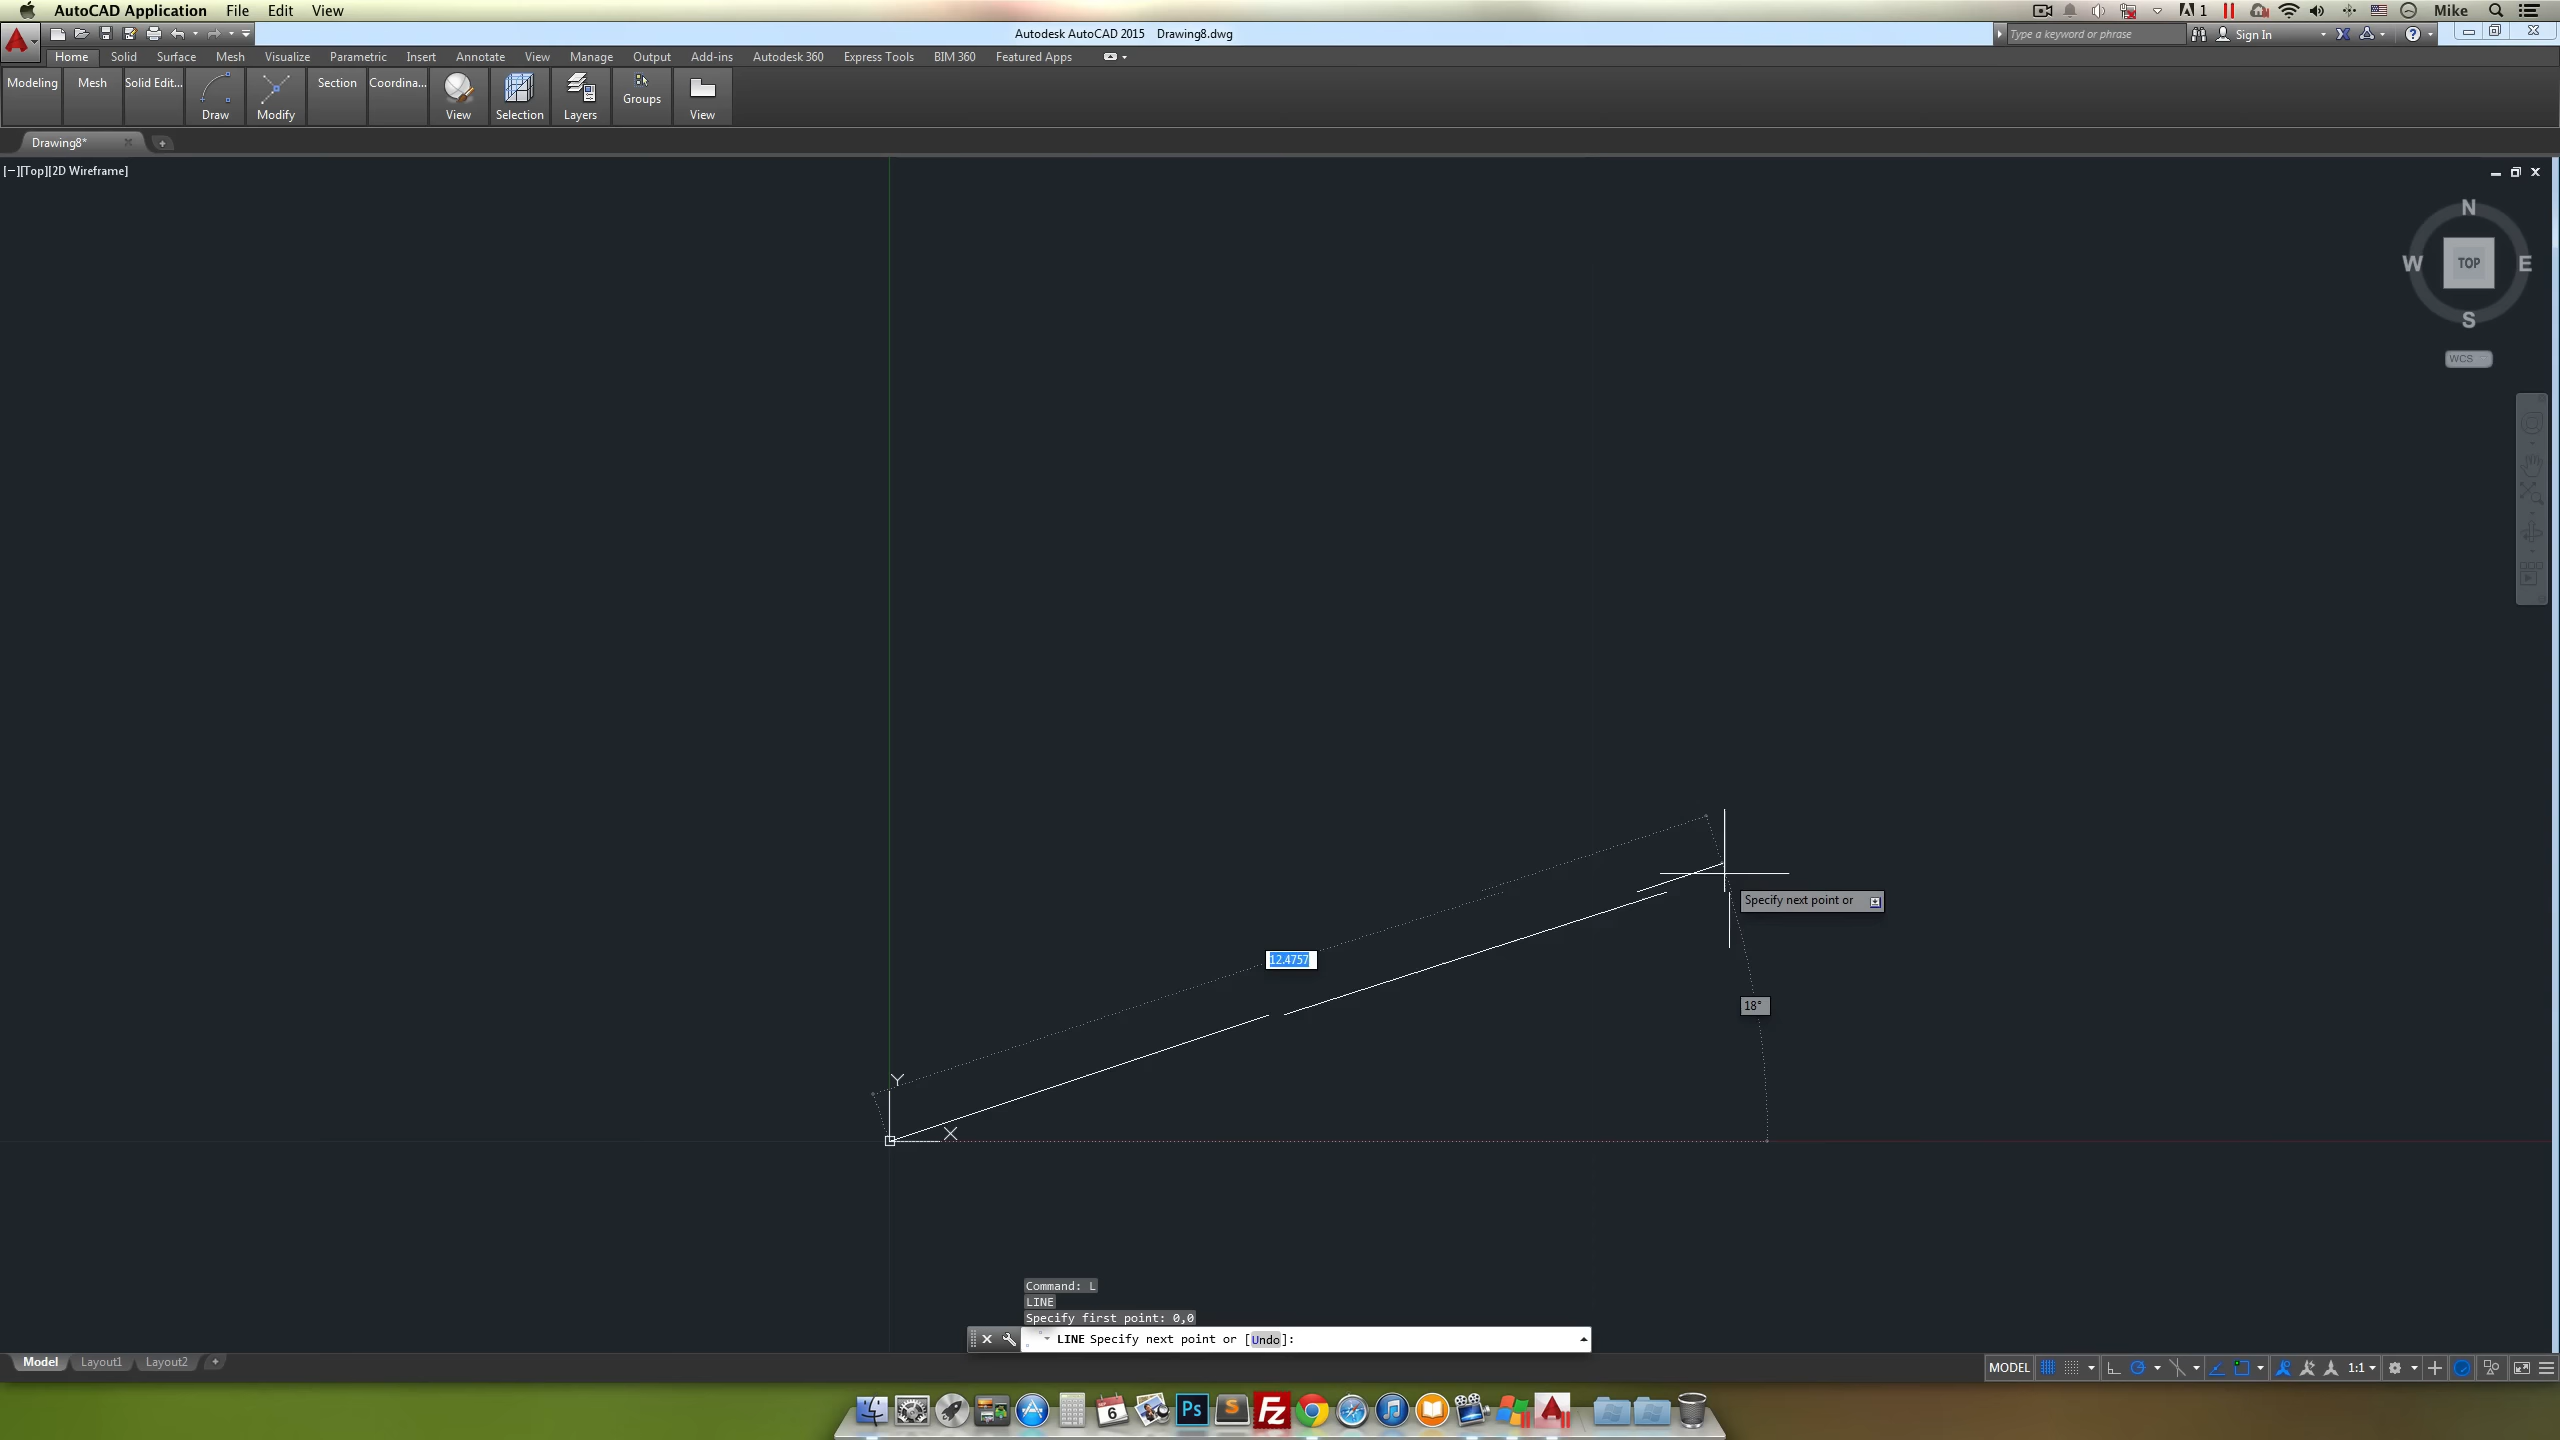 AutoCAD Application File Edit View
1 Mike
Autodesk AutoCAD 2015 Drawing8.dwg
Type a keyword or phrase
Sign In
Home Solid Surface Mesh Visualize Parametric Insert Annotate View Manage Output Add-ins Autodesk 360 Express Tools BIM 360 Featured Apps
Modeling Mesh Solid Edit... Section Coordina...
Groups
Draw Modify View Selection Layers View
Drawing8*
[−][Top][2D Wireframe]
N
W TOP E
S
WCS
Specify next point or
12.4757
18°
Y
X
Command: L
LINE
Specify first point: 0,0
LINE Specify next point or [Undo]:
Model Layout1 Layout2
MODEL 1:1
6 Ps S Fz